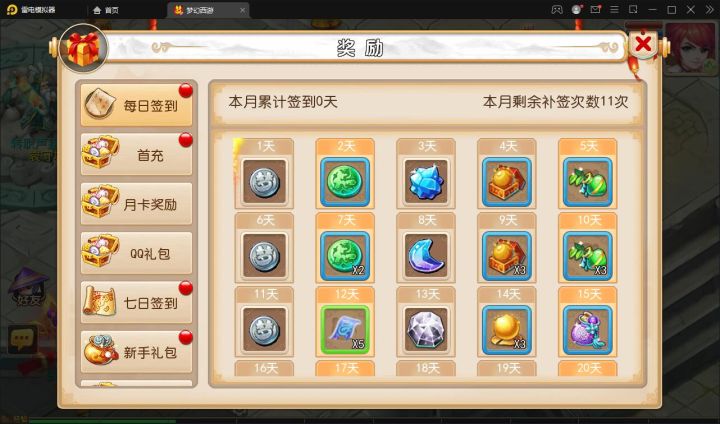 雷电模拟器
首页
梦幻西游
奖励
每日签到
首充
月卡奖励
QQ礼包
七日签到
新手礼包
本月累计签到0天
本月剩余补签次数11次
1天
2天
3天
4天
5天
6天
7天
8天
9天
10天
X2
X3
X3
11天
12天
13天
14天
15天
X5
X3
16天
17天
18天
19天
20天
好友